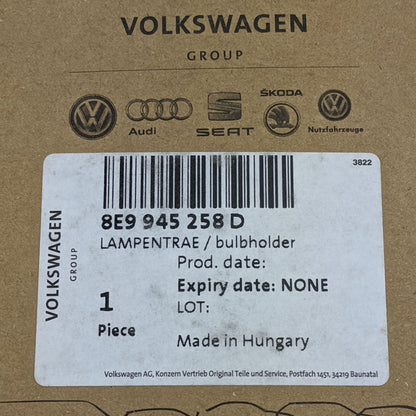 VOLKSWAGEN
GROUP
Audi
SEAT
ŠKODA
Nutzfahrzeuge
3822
8E9 945 258 D
LAMPENTRAE / bulbholder
Prod. date:
Expiry date: NONE
LOT:
1
Piece
Made in Hungary
VOLKSWAGEN
GROUP
Volkswagen AG, Konzern Vertrieb Original Teile und Service, Postfach 1451, 34219 Baunatal